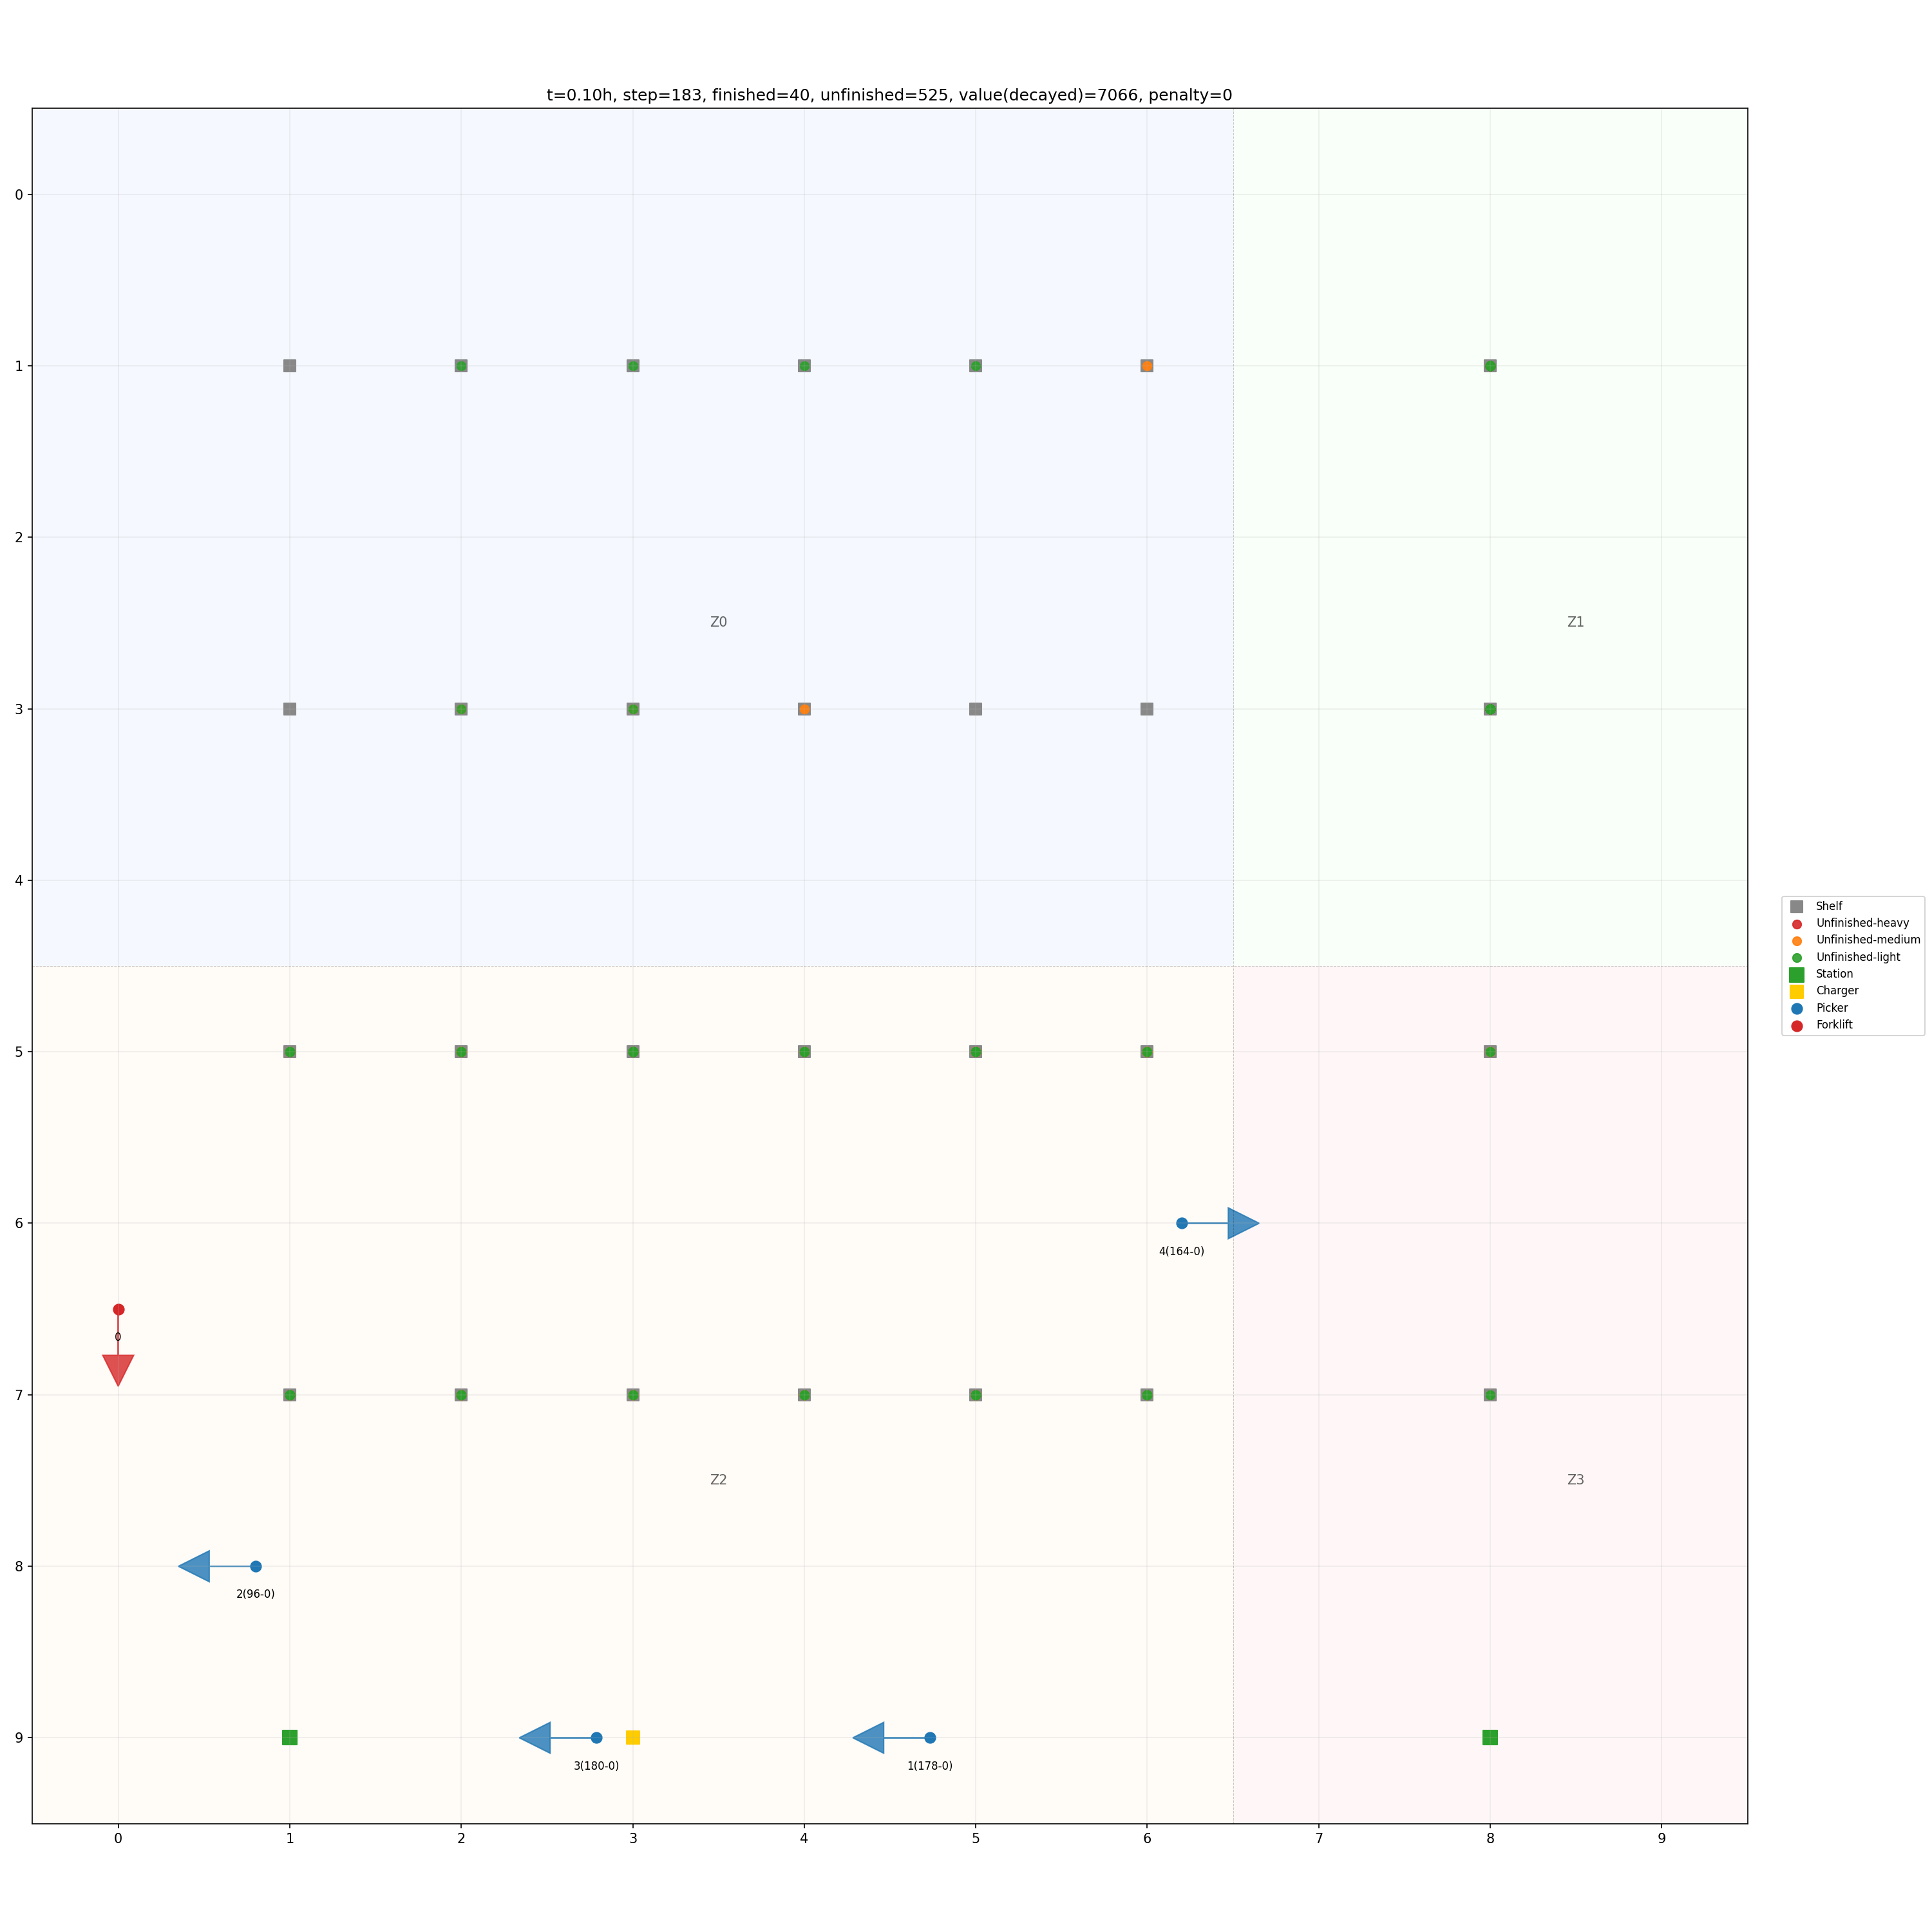 t=0.10h, step=183, finished=40, unfinished=525, value(decayed)=7066, penalty=0
0
1
2
Z0
Z1
3
4
Shelf
Unfinished-heavy
Unfinished-medium
Unfinished-light
Station
Charger
Picker
Forklift
5
6
4(164-0)
0
7
Z2
Z3
8
2(96-0)
9
3(180-0)
1(178-0)
0 1 2 3 4 5 6 7 8 9